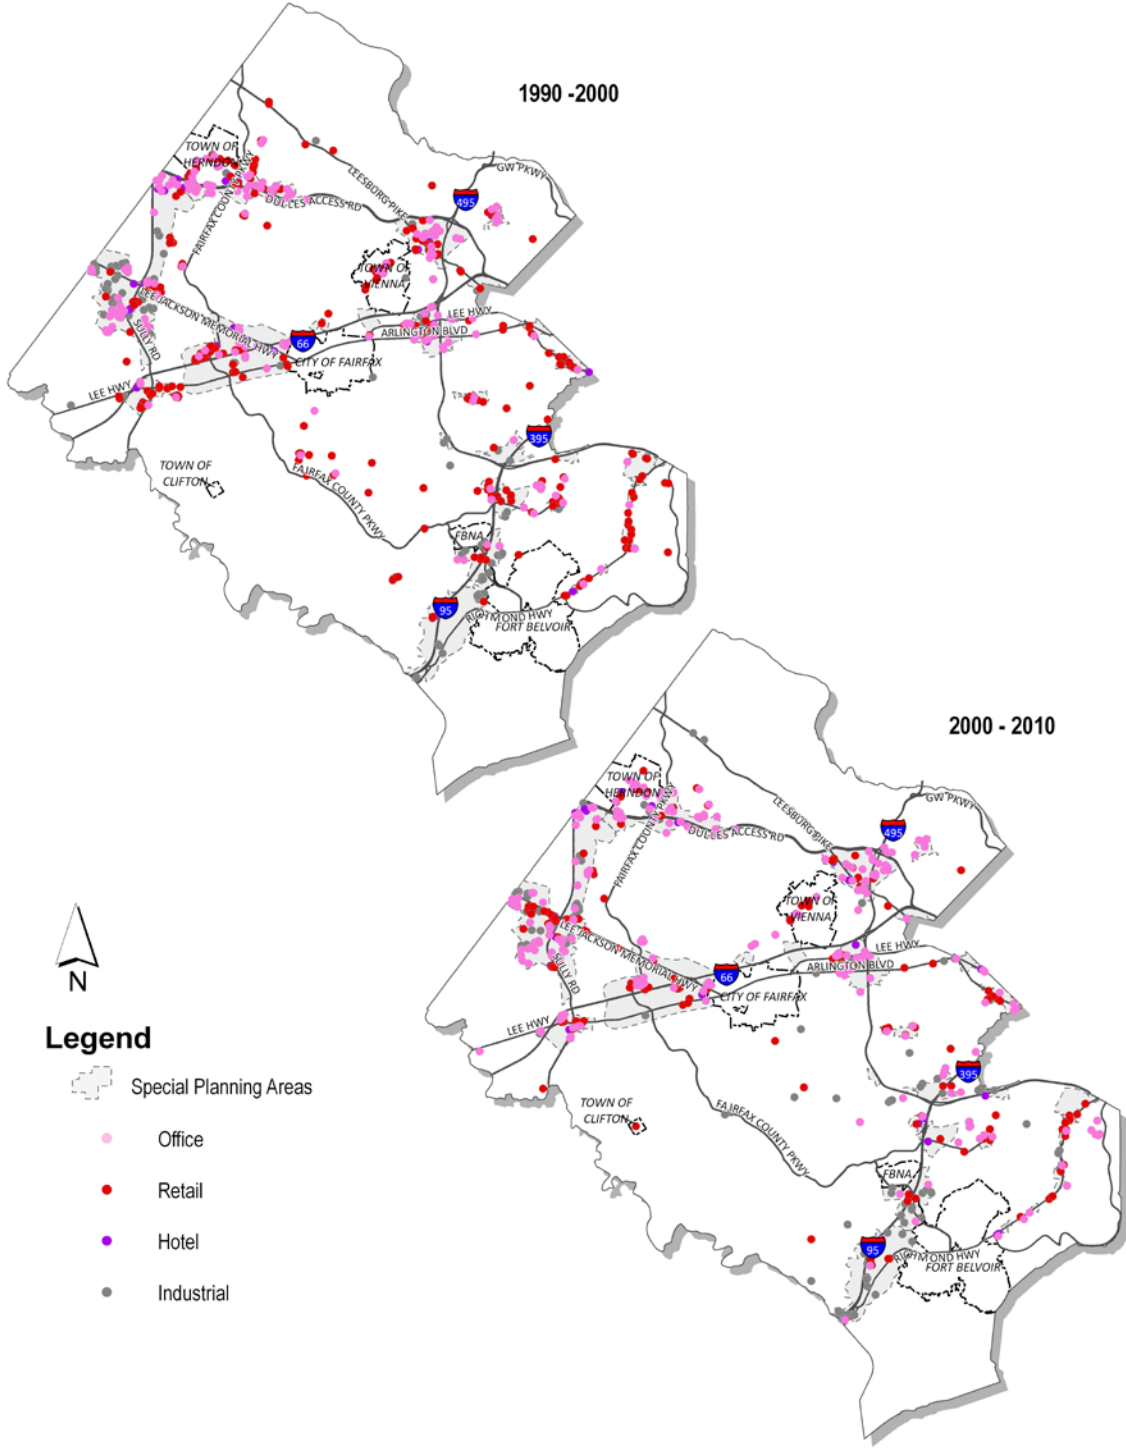 1990 -2000
TOWN OF
HERNDON
FAIRFAX COUNTY PKWY
LEESBURG PIKE
DULLES ACCESS RD
495
GW PKWY
TOWN OF
VIENNA
LEE JACKSON MEMORIAL HWY
SULLY RD
66
LEE HWY
ARLINGTON BLVD
CITY OF FAIRFAX
LEE HWY
395
TOWN OF
CLIFTON
FAIRFAX COUNTY PKWY
FBNA
95
RICHMOND HWY
FORT BELVOIR
2000 - 2010
TOWN OF
HERNDON
FAIRFAX COUNTY PKWY
LEESBURG PIKE
DULLES ACCESS RD
495
GW PKWY
TOWN OF
VIENNA
LEE JACKSON MEMORIAL HWY
SULLY RD
66
LEE HWY
ARLINGTON BLVD
CITY OF FAIRFAX
LEE HWY
395
TOWN OF
CLIFTON
FAIRFAX COUNTY PKWY
FBNA
95
RICHMOND HWY
FORT BELVOIR
N
Legend
Special Planning Areas
Office
Retail
Hotel
Industrial